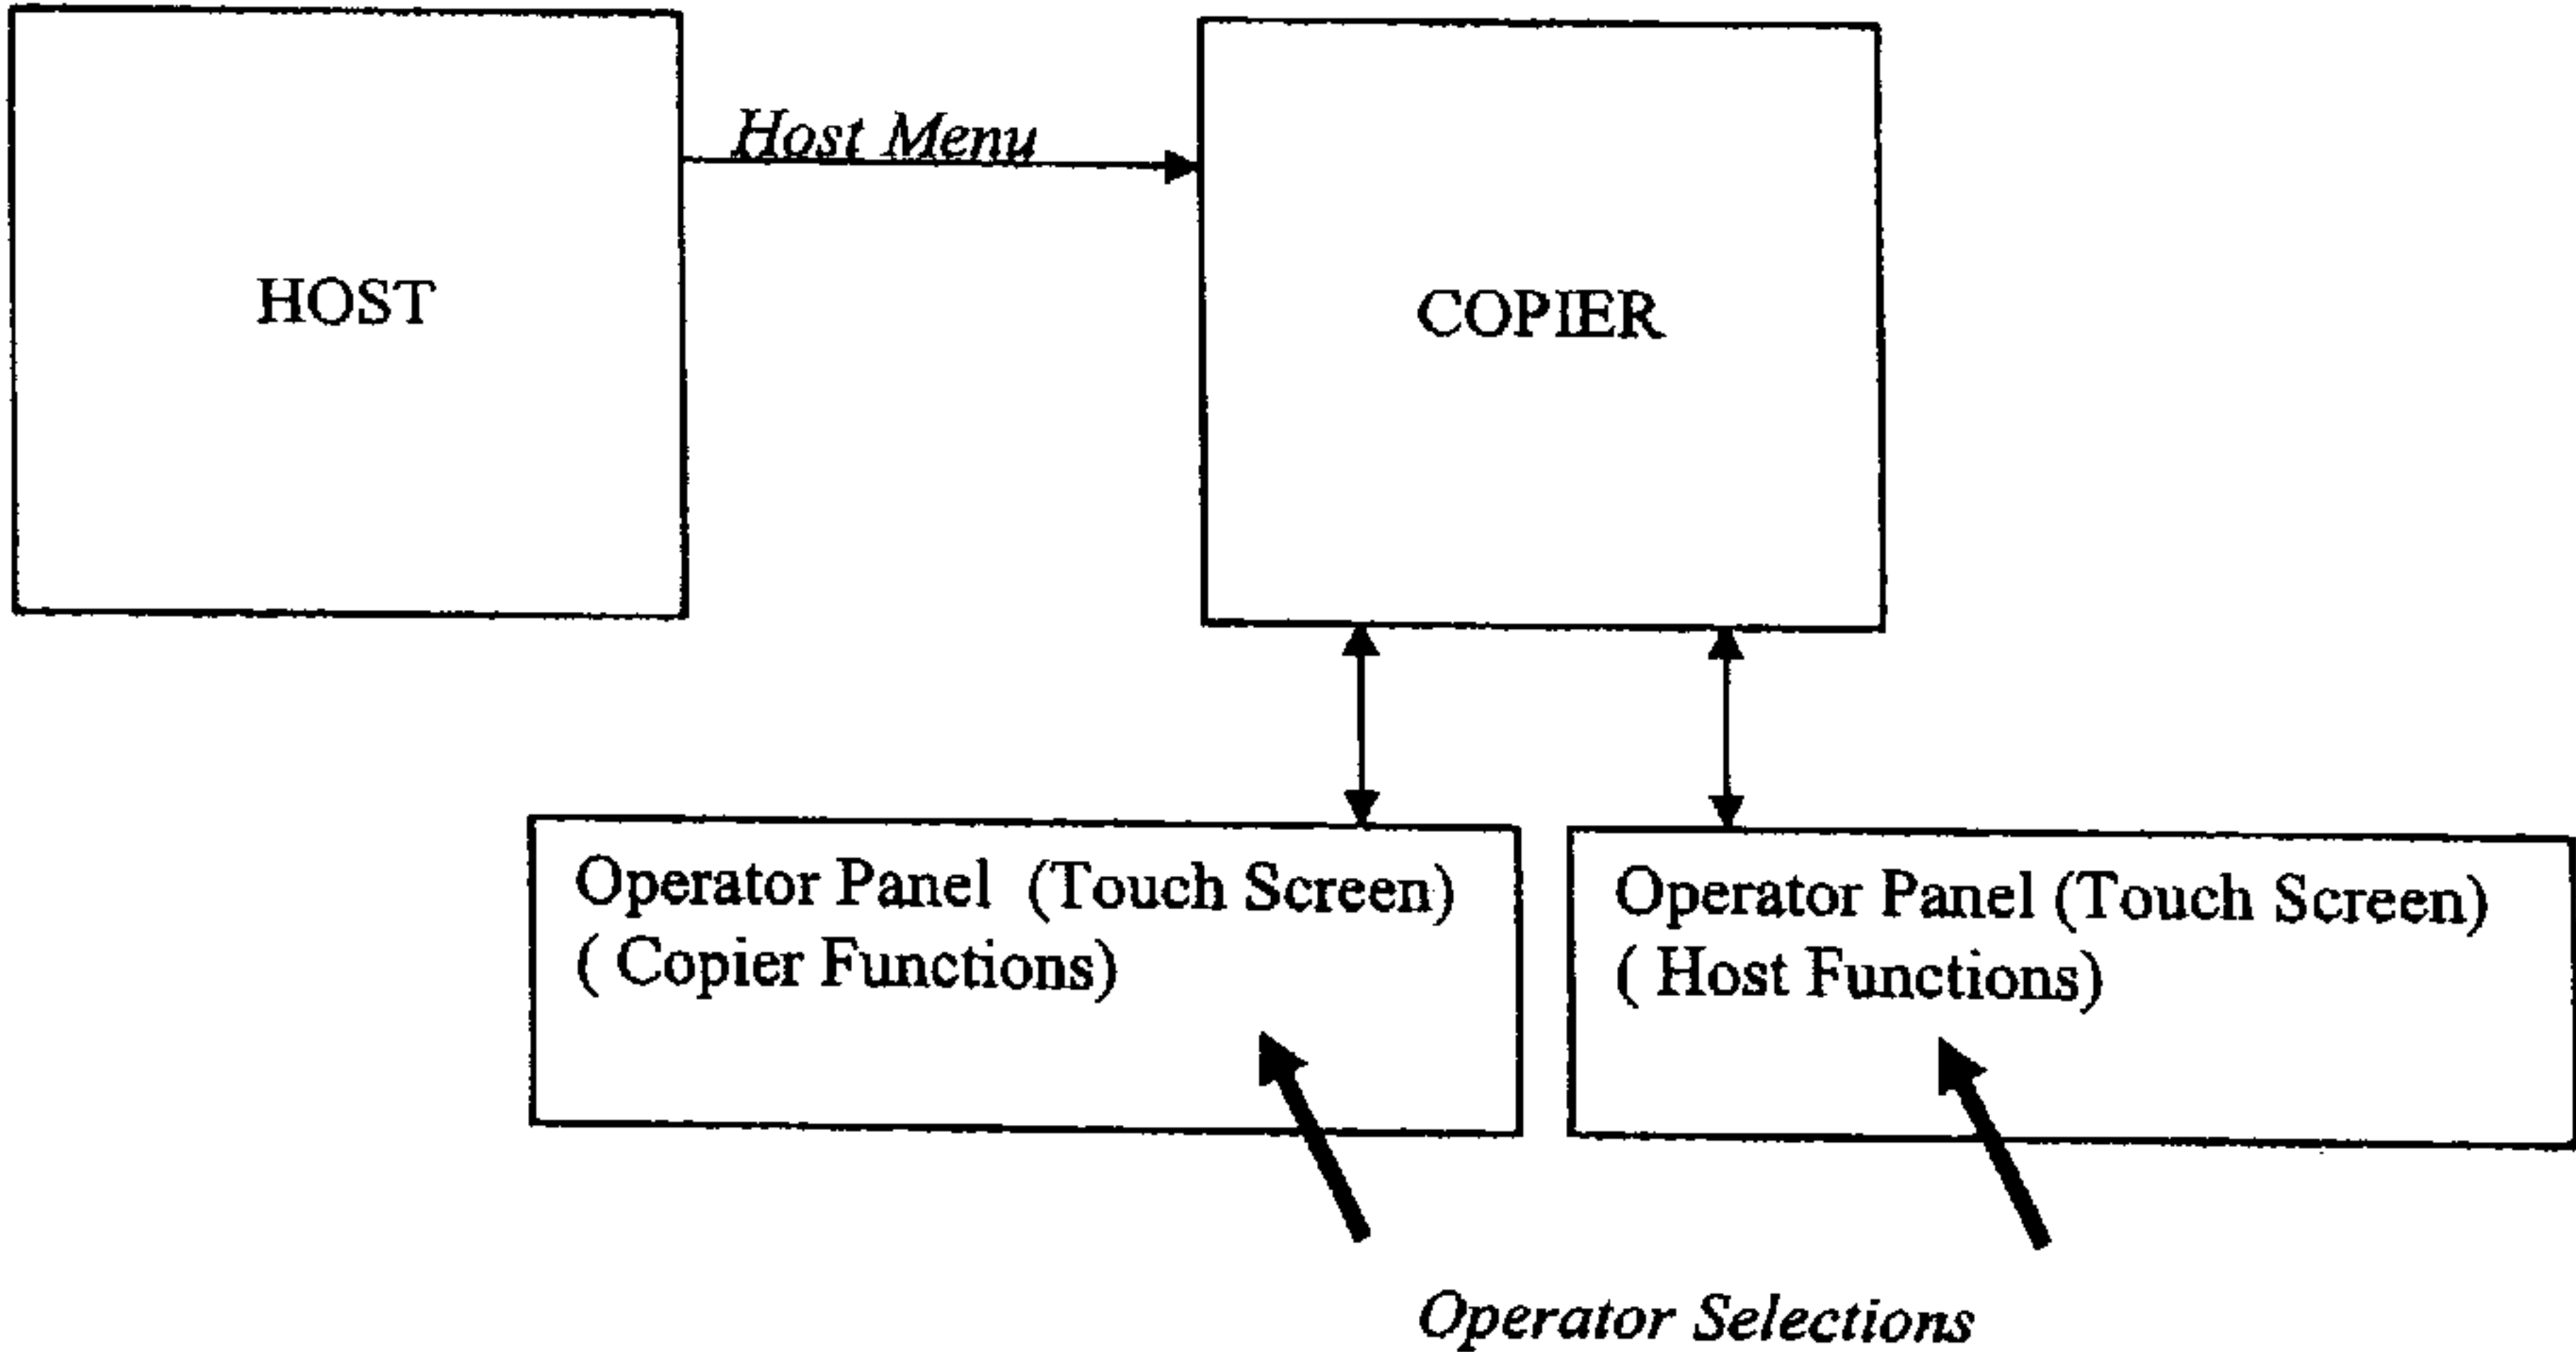 Host Menu
HOST
COPIER
Operator Panel (Touch Screen)
( Copier Functions)
Operator Panel (Touch Screen)
( Host Functions)
Operator Selections